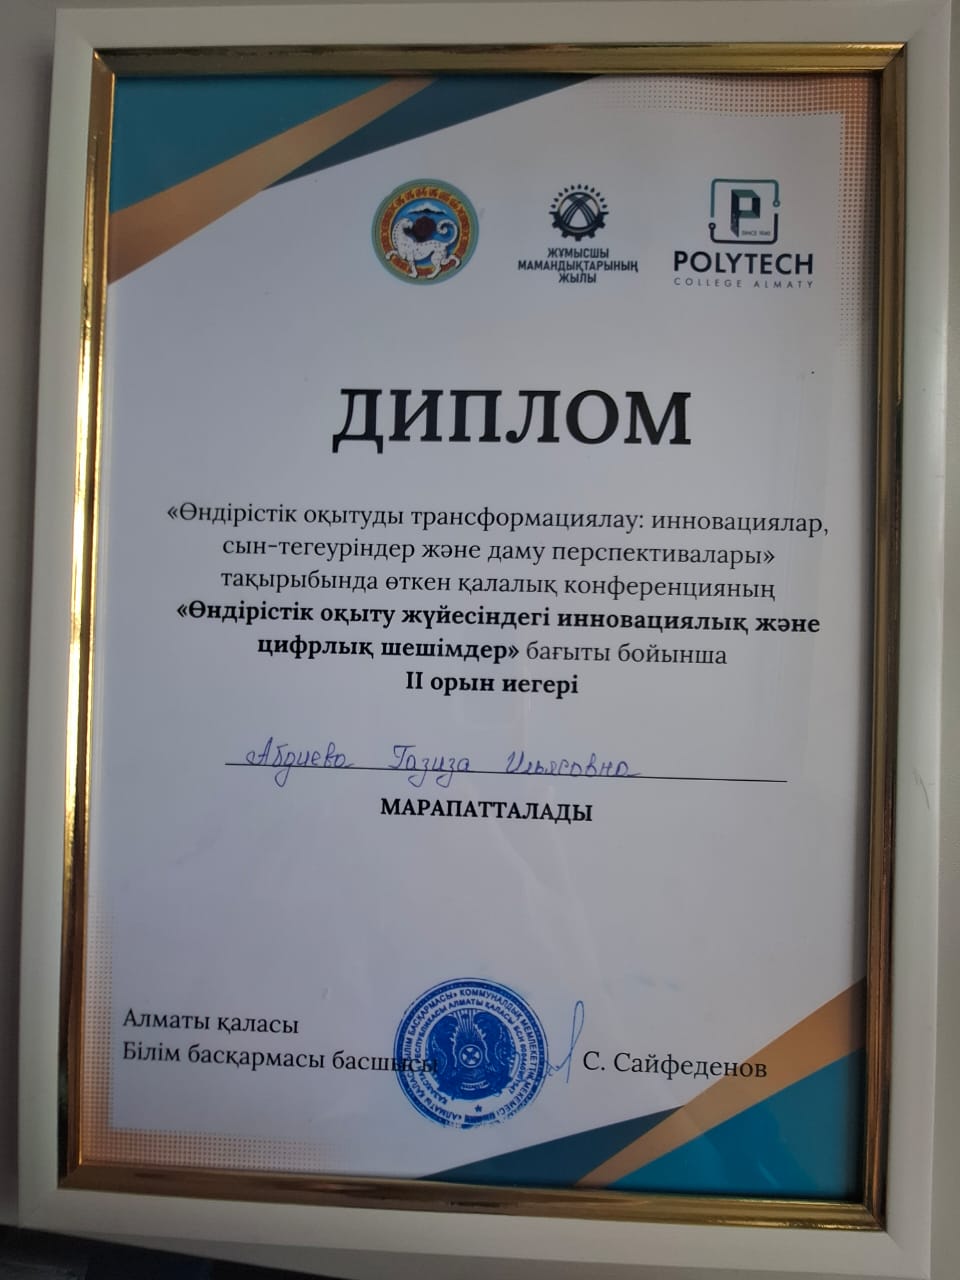 ЖҰМЫСШЫ
МАМАНДЫҚТАРЫНЫҢ
ЖЫЛЫ
P
SINCE 1940
POLYTECH
COLLEGE ALMATY
ДИПЛОМ
«Өндірістік оқытуды трансформациялау: инновациялар,
сын-тегеуріндер және даму перспективалары»
тақырыбында өткен қалалық конференцияның
«Өндірістік оқыту жүйесіндегі инновациялық және
цифрлық шешімдер» бағыты бойынша
II орын иегері
Абдиева Газиза Ильясовна
МАРАПАТТАЛАДЫ
Алматы қаласы
Білім басқармасы басшысы
С. Сайфеденов